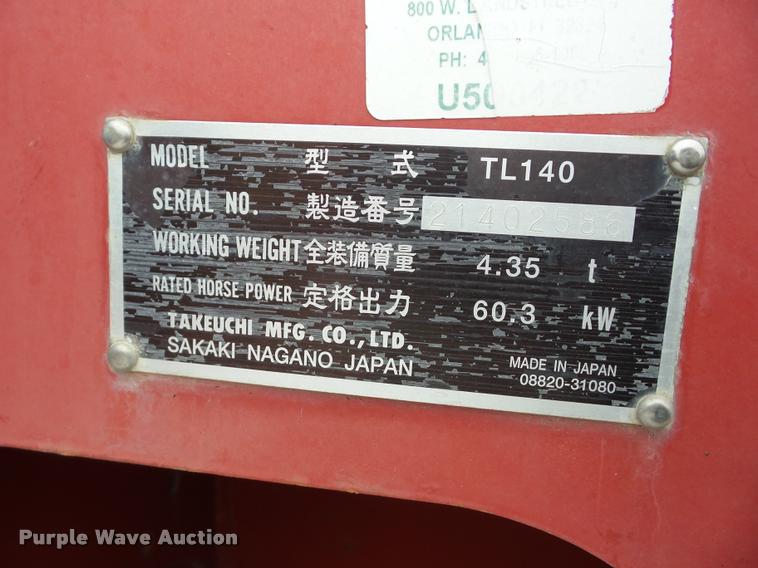 800 W.
PH: 4
MODEL 型式 TL140
SERIAL NO. 製造番号 21402586
WORKING WEIGHT 全装備質量 4.35 t
RATED HORSE POWER 定格出力 60.3 kW
TAKEUCHI MFG. CO., LTD.
SAKAKI NAGANO JAPAN
MADE IN JAPAN
08820-31080
Purple Wave Auction